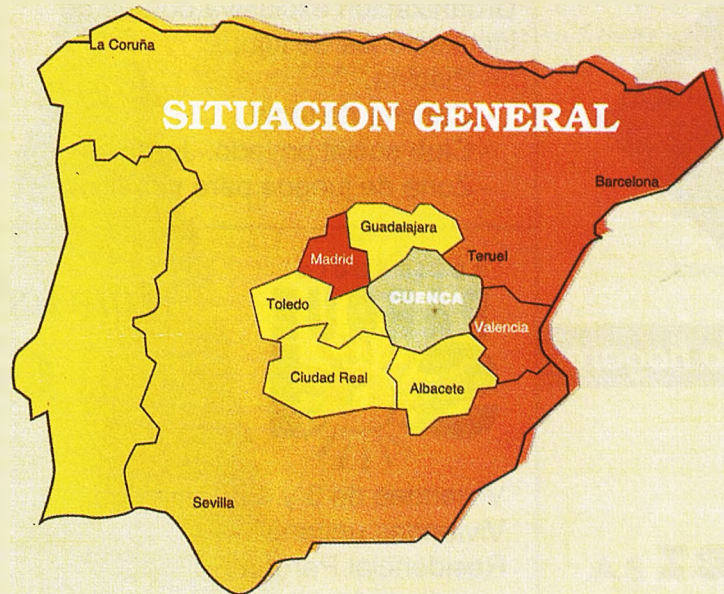 La Coruña
SITUACION GENERAL
Barcelona
Guadalajara
Madrid
Teruel
Toledo
CUENCA
Valencia
Ciudad Real
Albacete
Sevilla